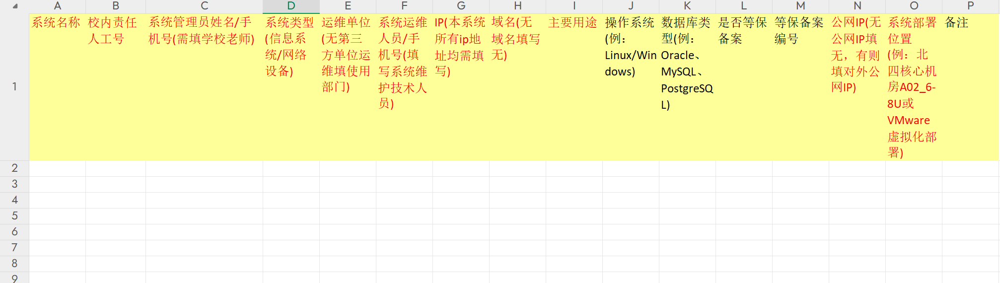 A B C D E F G H I J K L M N O P
1
系统名称
校内责任
人工号
系统管理员姓名/手
机号(需填学校老师)
系统类型
(信息系
统/网络
设备)
运维单位
(无第三
方单位运
维填使用
部门)
系统运维
人员/手
机号(填
写系统维
护技术人
员)
IP(本系统
所有ip地
址均需填
写)
域名(无
域名填写
无)
主要用途
操作系统
(例：
Linux/Win
dows)
数据库类
型(例：
Oracle、
MySQL、
PostgreSQ
L)
是否等保
备案
等保备案
编号
公网IP(无
公网IP填
无，有则
填对外公
网IP)
系统部署
位置
(例：北
四核心机
房A02_6-
8U或
VMware
虚拟化部
署)
备注
2
3
4
5
6
7
8
9